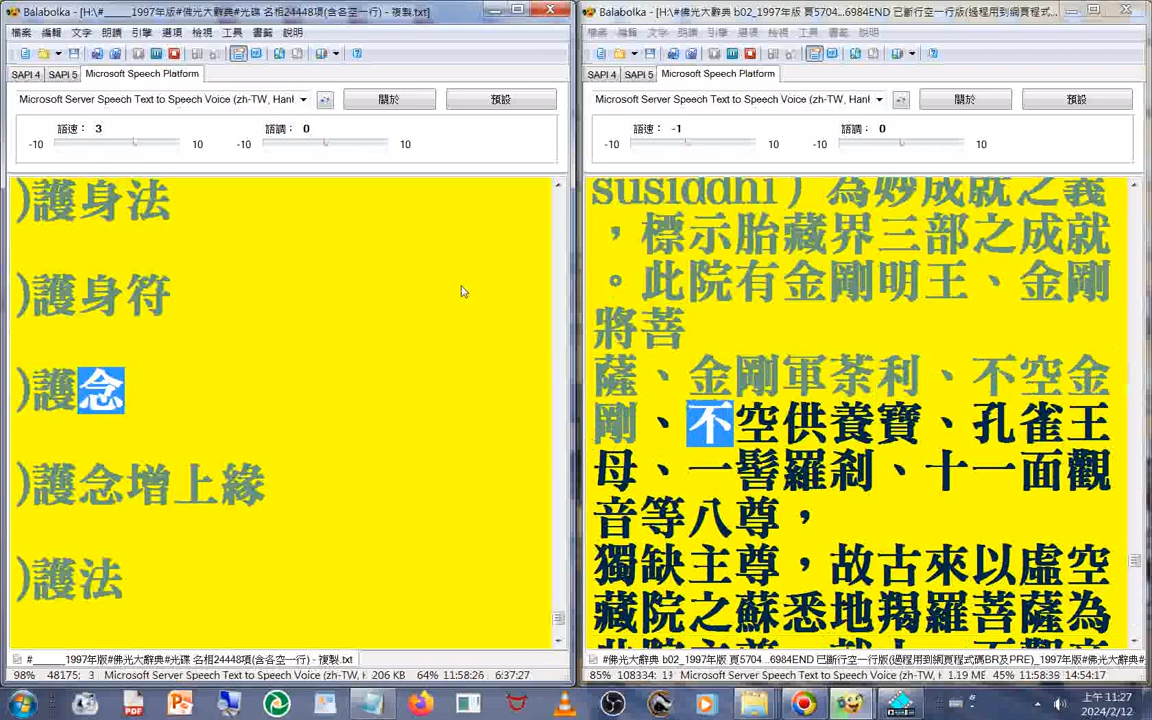 Balabolka - [H:\#_____1997年版#佛光大辭典#光碟 名相24448項(含各空一行) - 複製.txt]
檔案 編輯 文字 朗讀 引擎 選項 檢視 工具 書籤 說明
SAPI 4 SAPI 5 Microsoft Speech Platform
Microsoft Server Speech Text to Speech Voice (zh-TW, Hanl
關於
預設
語速： 3
語調： 0
-10 10 -10 10
)護身法
)護身符
)護念
)護念增上緣
)護法
#_____1997年版#佛光大辭典#光碟 名相24448項(含各空一行) - 複製.txt
98% 48175: 3 Microsoft Server Speech Text to Speech Voice (zh-TW, H 206 KB 64% 11:58:26 6:37:27
Balabolka - [H:\#佛光大辭典 b02_1997年版 頁5704...6984END 已斷行空一行版(過程用到網頁程式...
檔案 編輯 文字 朗讀 引擎 選項 檢視 工具 書籤 說明
SAPI 4 SAPI 5 Microsoft Speech Platform
Microsoft Server Speech Text to Speech Voice (zh-TW, Hanl
關於
預設
語速： -1
語調： 0
-10 10 -10 10
susiddhi）為妙成就之義
，標示胎藏界三部之成就
。此院有金剛明王、金剛
將菩
薩、金剛軍荼利、不空金
剛、不空供養寶、孔雀王
母、一髻羅剎、十一面觀
音等八尊，
獨缺主尊，故古來以虛空
藏院之蘇悉地羯羅菩薩為
#佛光大辭典 b02_1997年版 頁5704...6984END 已斷行空一行版(過程用到網頁程式碼BR及PRE)_1997年版#佛光大辭典#
85% 108334: 1 Microsoft Server Speech Text to Speech Voice (zh-TW, H 1.19 ME 45% 11:58:39 14:54:17
上午 11:27
2024/2/12